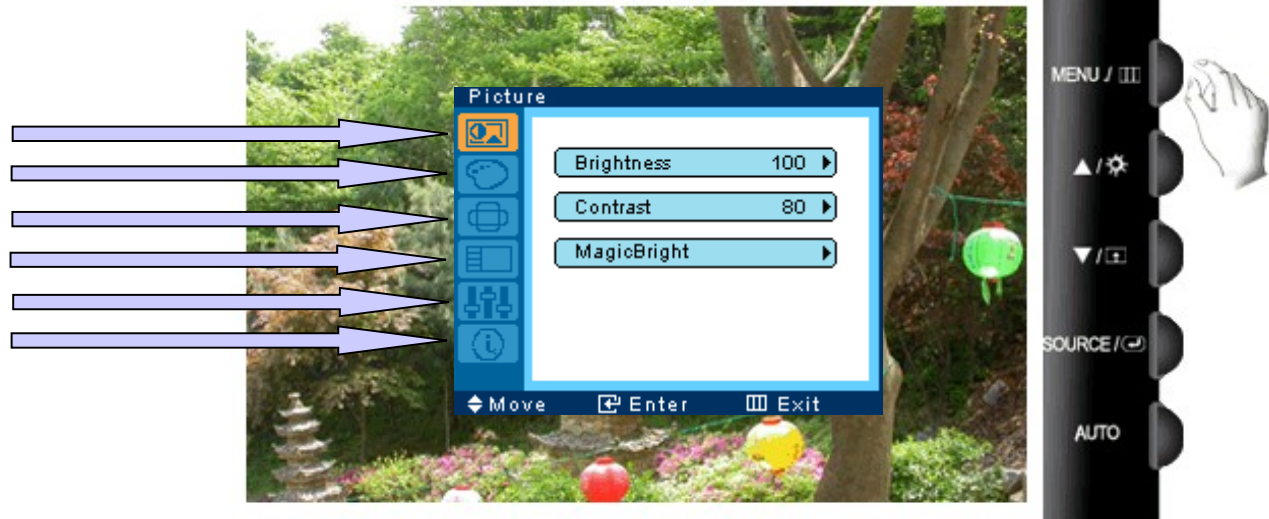 Picture
Brightness 100
Contrast 80
MagicBright
Move Enter Exit
MENU /
/
/
SOURCE /
AUTO